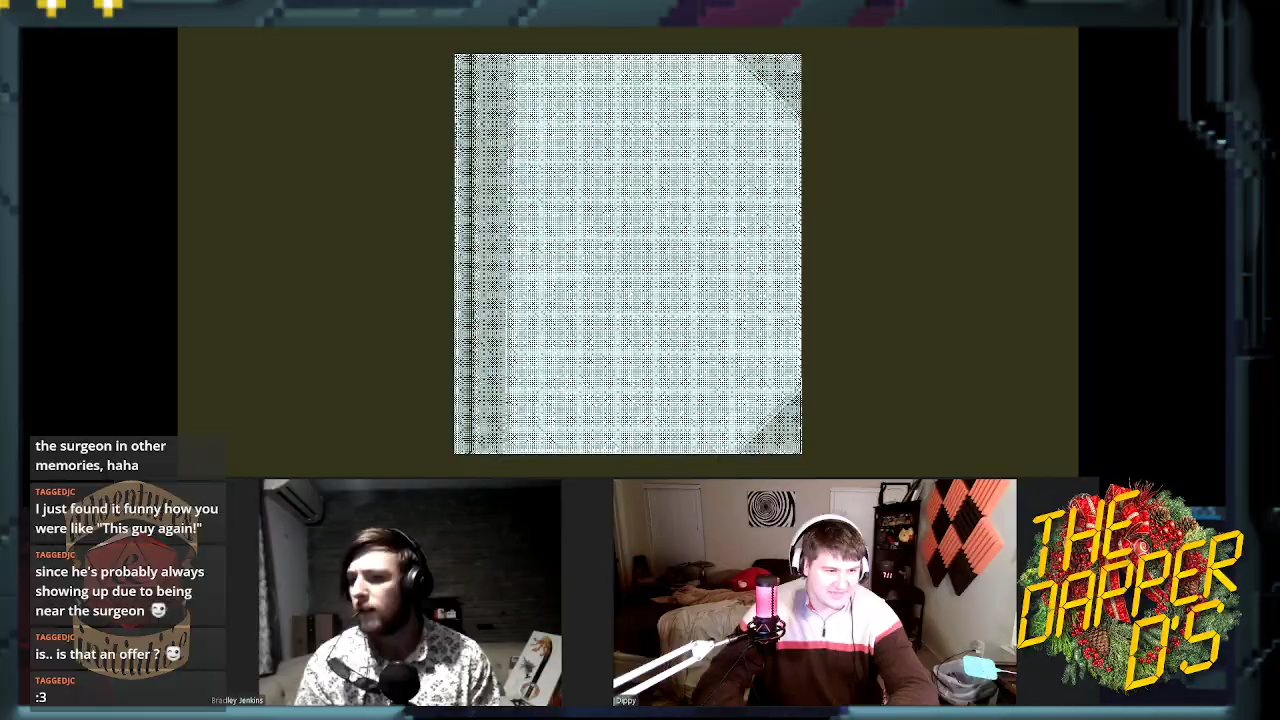 the surgeon in other
memories, haha
TAGGEDJC
I just found it funny how you
were like "This guy again!"
TAGGEDJC
since he's probably always
showing up due to being
near the surgeon
TAGGEDJC
is.. is that an offer ?
TAGGEDJC
:3
Bradley Jenkins
Dippy
THE
DAPPER
D'S